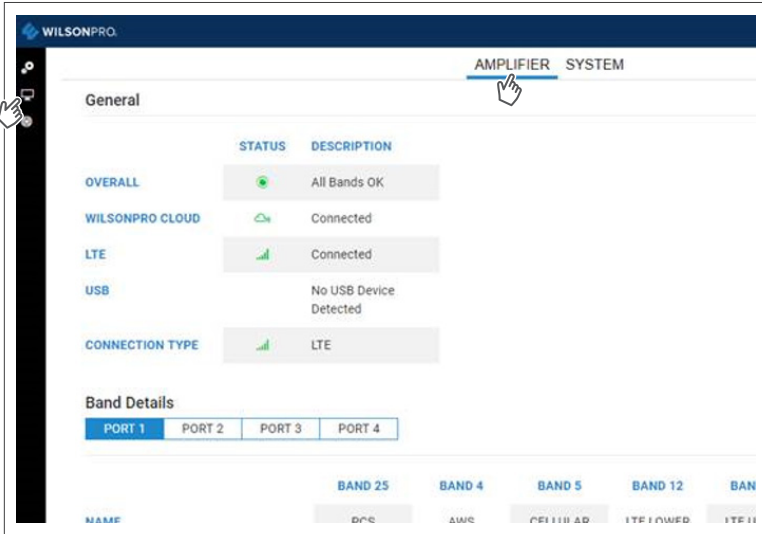 WILSONPRO.
AMPLIFIER SYSTEM
General
STATUS DESCRIPTION
OVERALL All Bands OK
WILSONPRO CLOUD Connected
LTE Connected
USB No USB Device
Detected
CONNECTION TYPE LTE
Band Details
PORT 1 PORT 2 PORT 3 PORT 4
BAND 25 BAND 4 BAND 5 BAND 12 BAN
NAME PCS AWS CELLULAR LTE LOWER LTE U